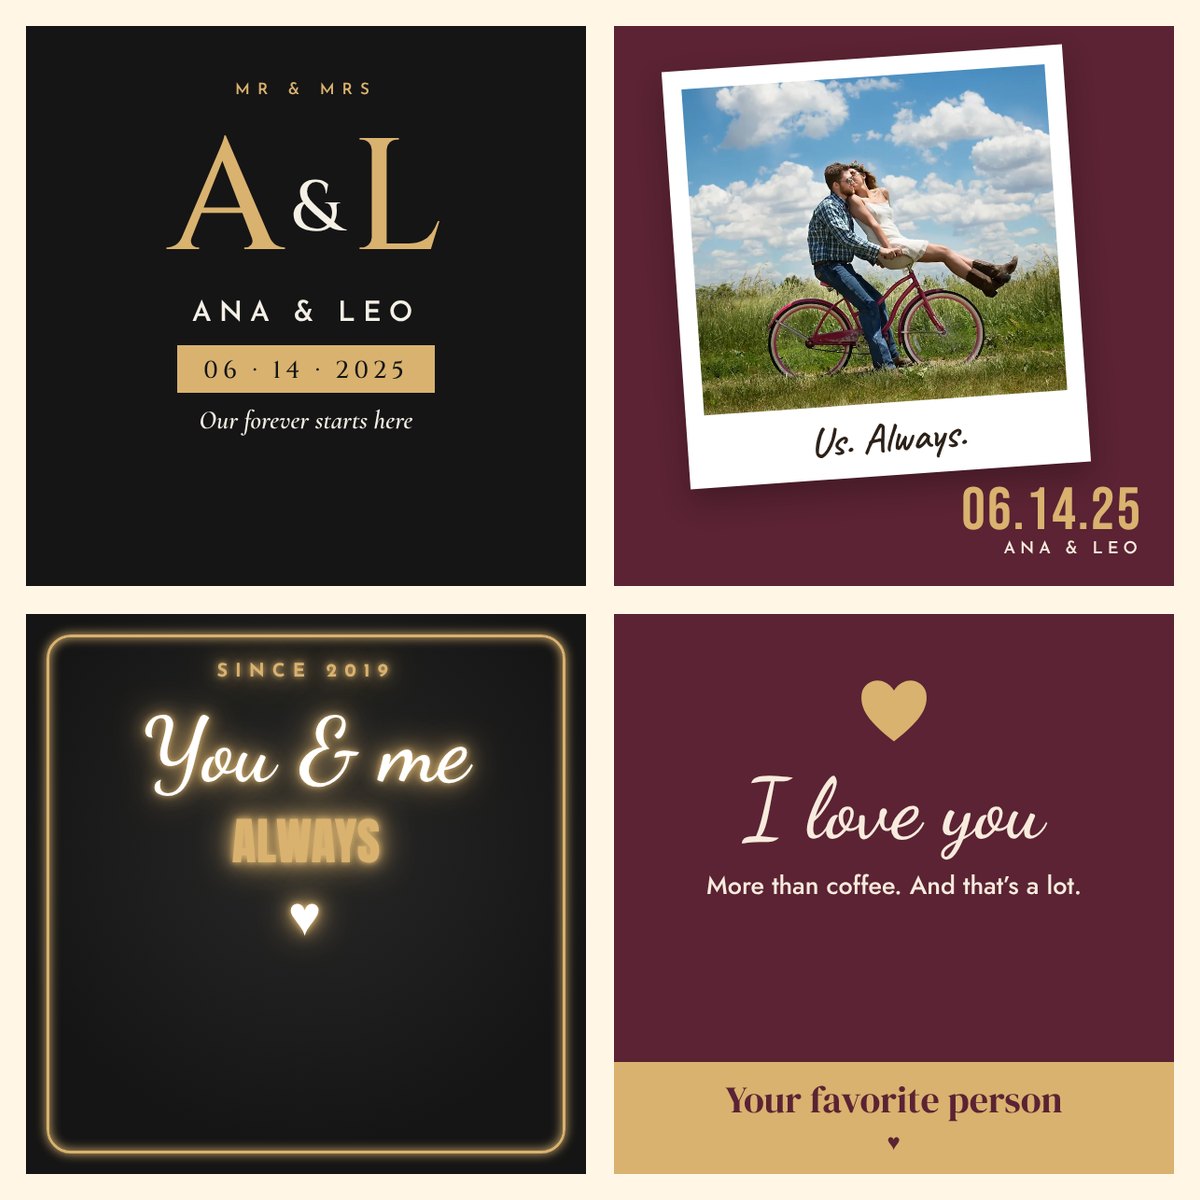 MR & MRS
A & L
ANA & LEO
06 · 14 · 2025
Our forever starts here
Us. Always.
06.14.25
ANA & LEO
SINCE 2019
You & me
ALWAYS
♥
I love you
More than coffee. And that’s a lot.
Your favorite person
♥